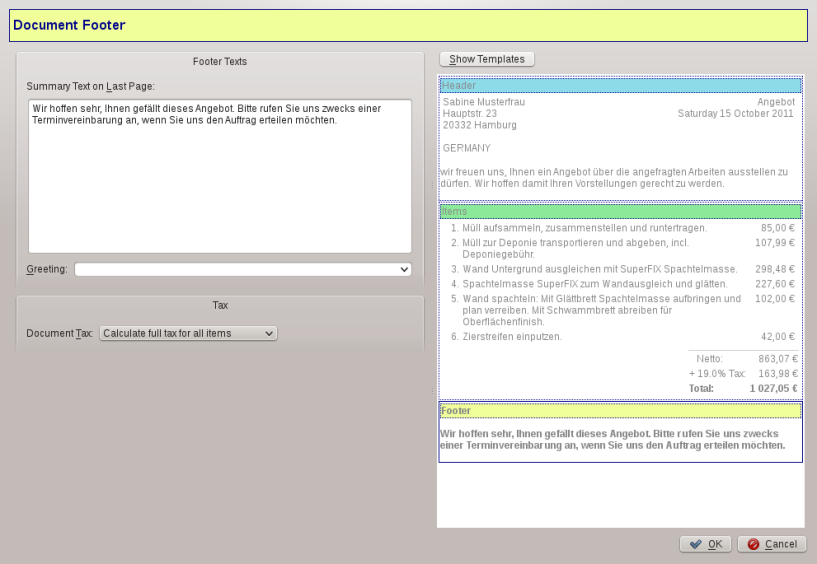 Document Footer
Footer Texts
Summary Text on Last Page:
Wir hoffen sehr, Ihnen gefällt dieses Angebot. Bitte rufen Sie uns zwecks einer
Terminvereinbarung an, wenn Sie uns den Auftrag erteilen möchten.
Greeting:
Tax
Document Tax: Calculate full tax for all items
Show Templates
Header
Sabine Musterfrau Angebot
Hauptstr. 23 Saturday 15 October 2011
20332 Hamburg
GERMANY
wir freuen uns, Ihnen ein Angebot über die angefragten Arbeiten ausstellen zu
dürfen. Wir hoffen damit Ihren Vorstellungen gerecht zu werden.
Items
1. Müll aufsammeln, zusammenstellen und runtertragen. 85,00 €
2. Müll zur Deponie transportieren und abgeben, incl. 107,99 €
Deponiegebühr.
3. Wand Untergrund ausgleichen mit SuperFIX Spachtelmasse. 298,48 €
4. Spachtelmasse SuperFIX zum Wandausgleich und glätten. 227,60 €
5. Wand spachteln: Mit Glättbrett Spachtelmasse aufbringen und 102,00 €
plan verreiben. Mit Schwammbrett abreiben für
Oberflächenfinish.
6. Zierstreifen einputzen. 42,00 €
Netto: 863,07 €
+ 19.0% Tax: 163,98 €
Total: 1 027,05 €
Footer
Wir hoffen sehr, Ihnen gefällt dieses Angebot. Bitte rufen Sie uns zwecks
einer Terminvereinbarung an, wenn Sie uns den Auftrag erteilen möchten.
OK Cancel